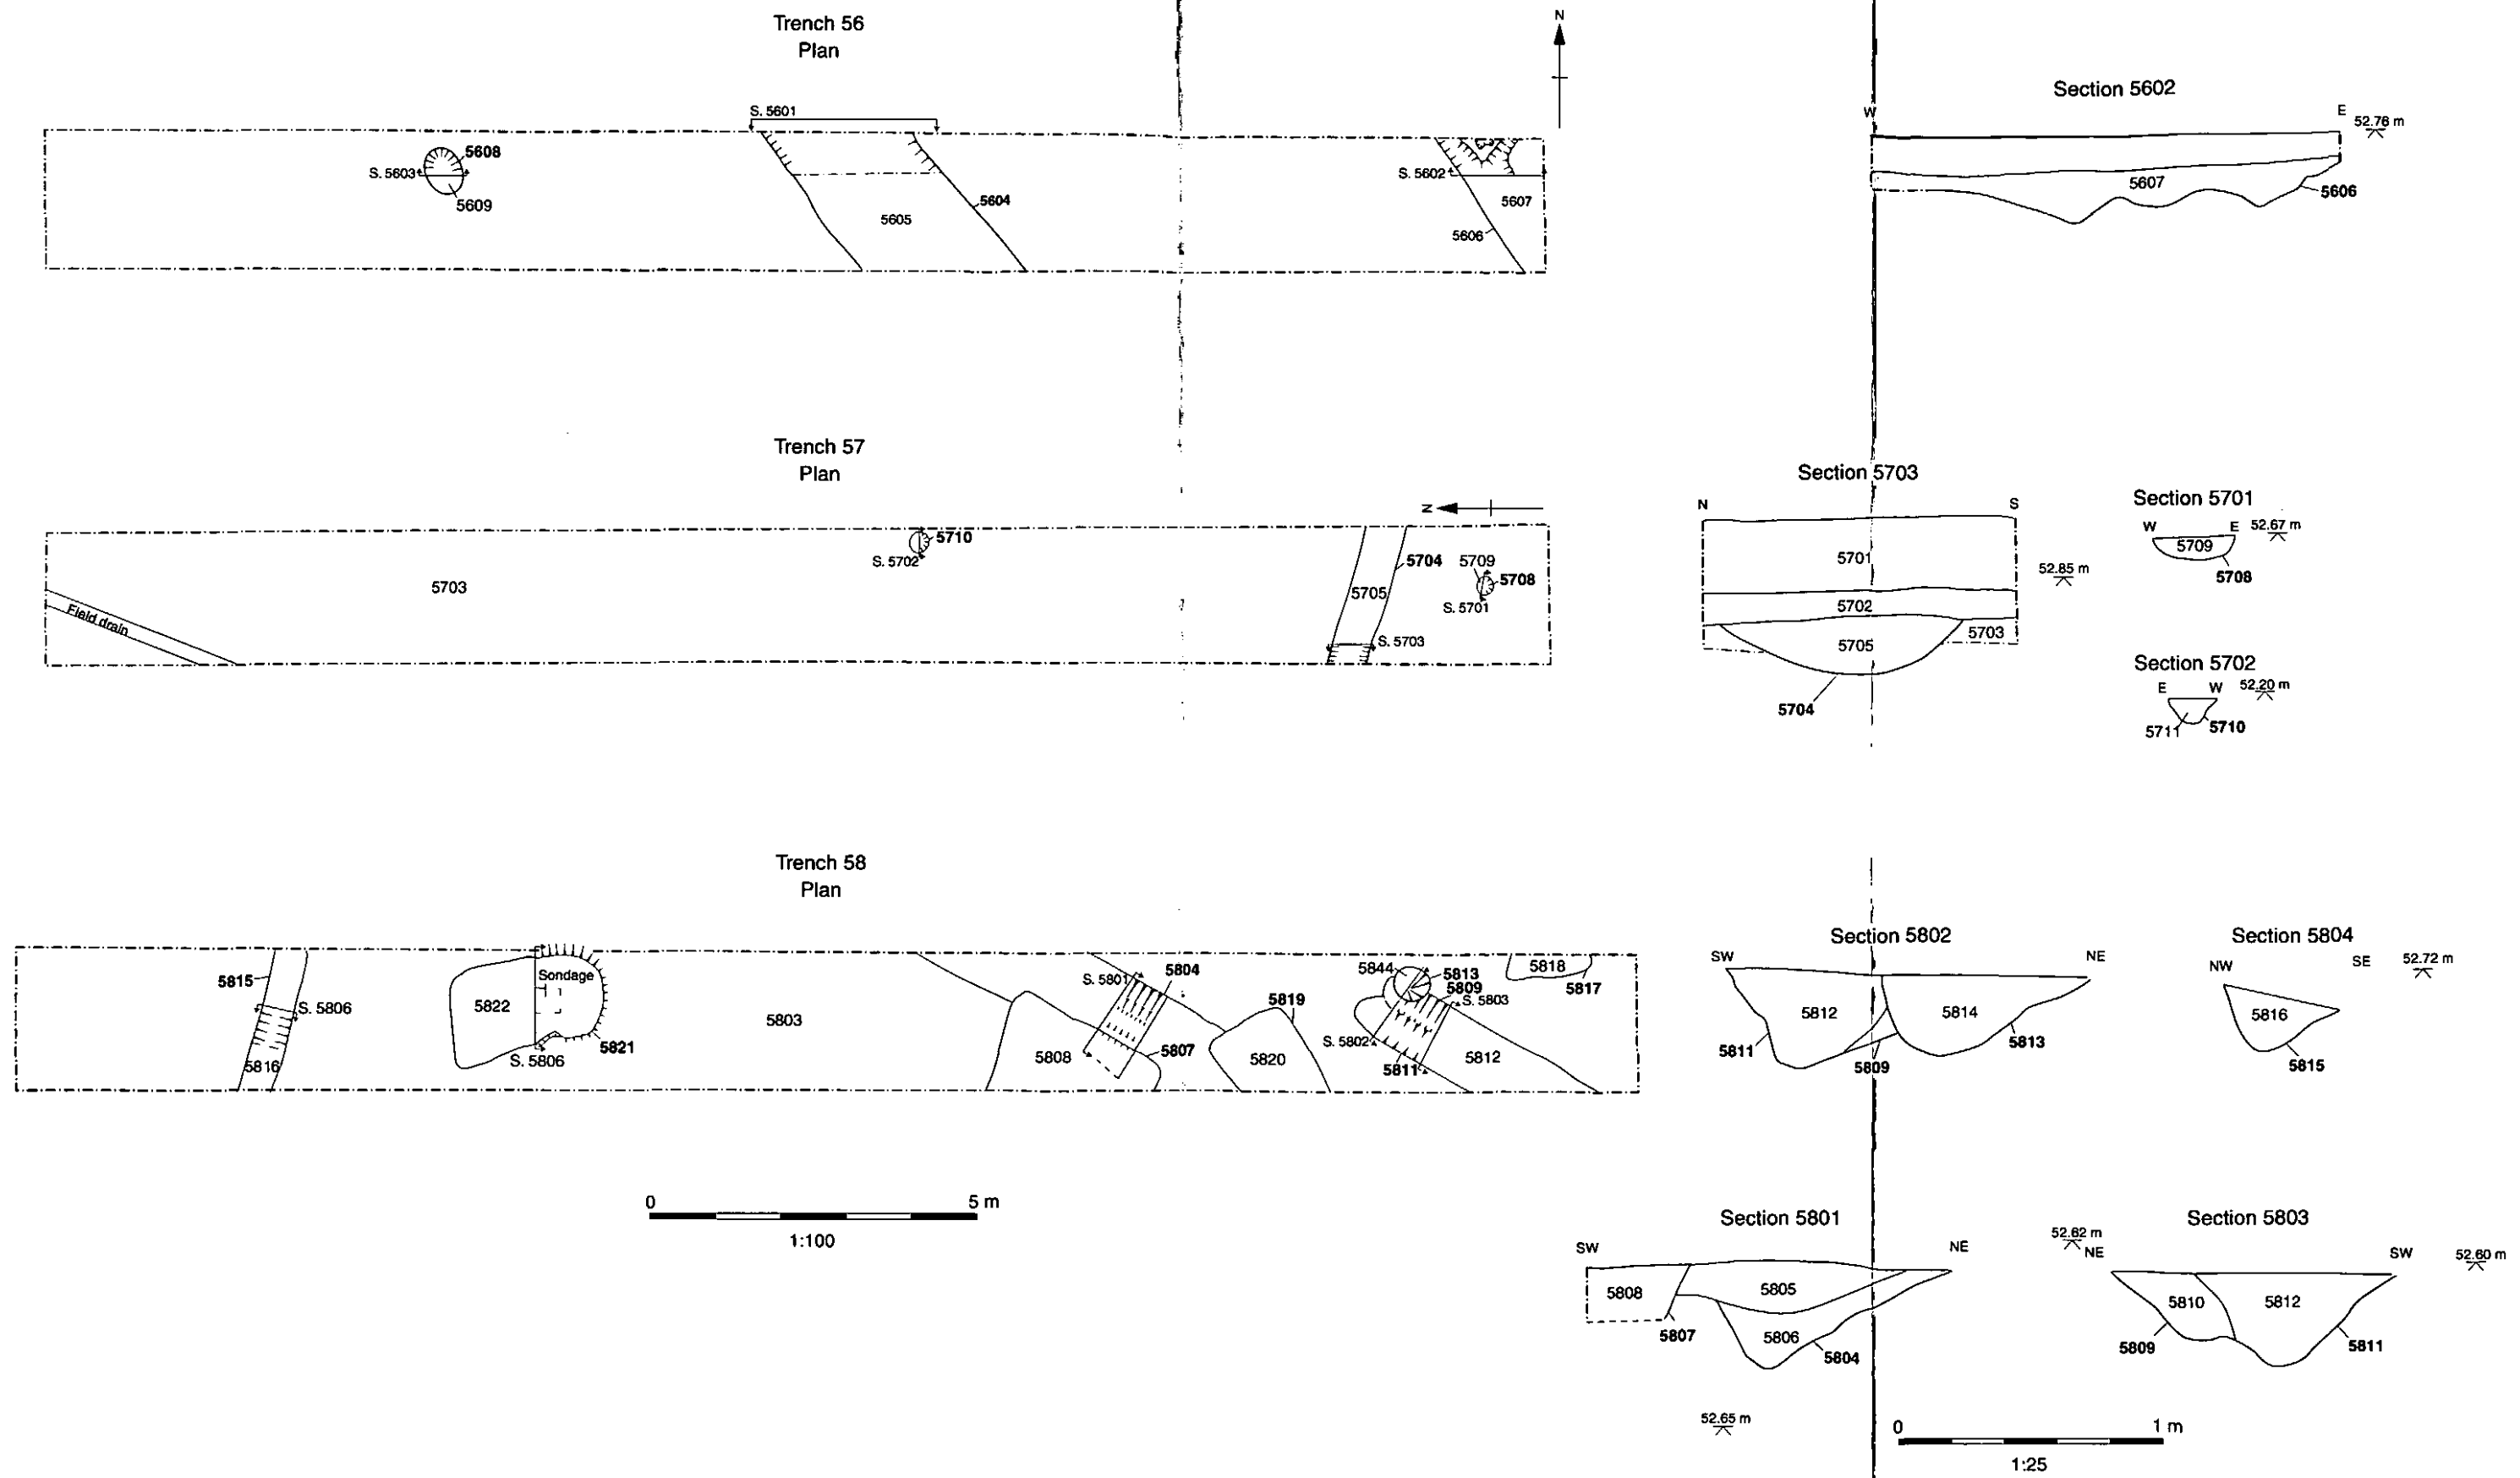 Trench 56
Plan
N
S. 5601
5608
S. 5603
5609
5605
5604
S. 5602
5607
5606
Section 5602
W
E
52.76 m
5607
5606
Trench 57
Plan
N
5710
S. 5702
5703
Field drain
5704
5705
5709
5708
S. 5701
S. 5703
Section 5703
N
S
5701
52.85 m
5702
5703
5705
5704
Section 5701
W
E
52.67 m
5709
5708
Section 5702
E
W
52.20 m
5711
5710
Trench 58
Plan
5815
S. 5806
5816
Sondage
5822
S. 5806
5821
5803
S. 5801
5804
5808
5807
5819
5820
5844
5813
5809
S. 5803
S. 5802
5811
5812
5818
5817
Section 5802
SW
NE
5812
5814
5811
5809
5813
Section 5804
NW
SE
52.72 m
5816
5815
0
5 m
1:100
Section 5801
SW
NE
5808
5805
5807
5806
5804
52.65 m
Section 5803
52.62 m
NE
SW
52.60 m
5810
5812
5809
5811
0
1 m
1:25